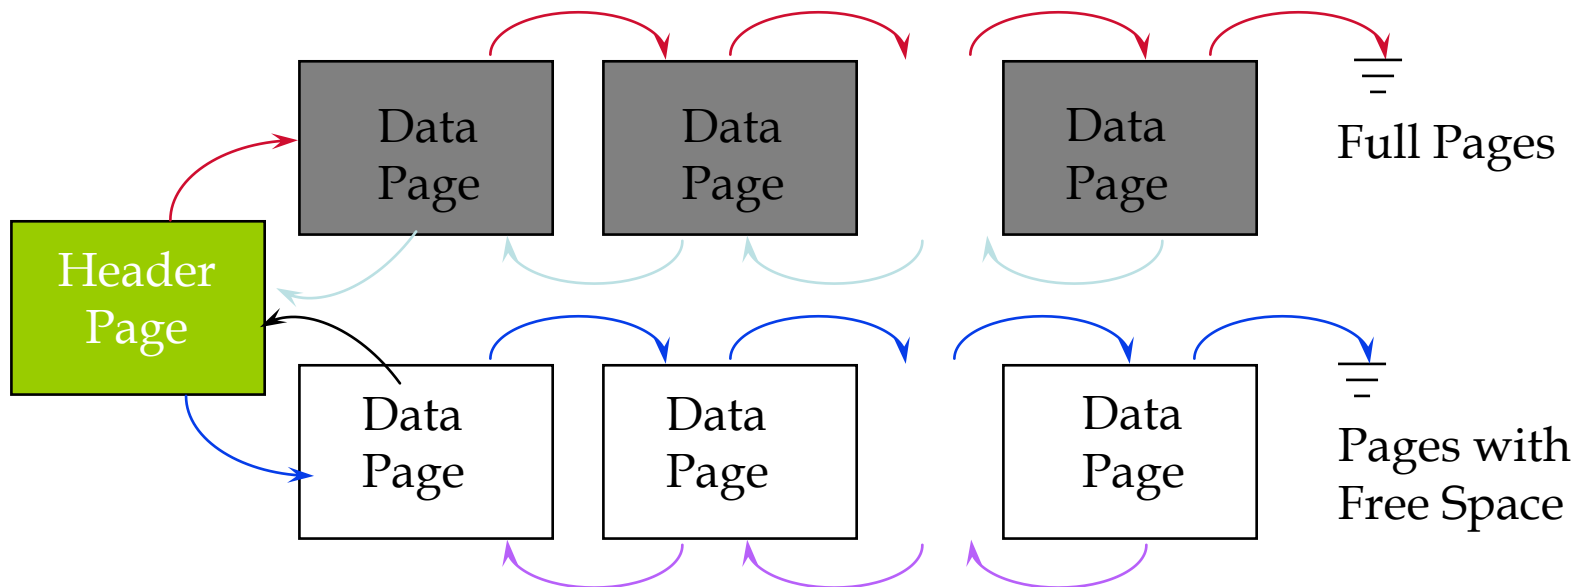 Data
Page
Data
Page
Data
Page
Full Pages
Header
Page
Data
Page
Data
Page
Data
Page
Pages with
Free Space